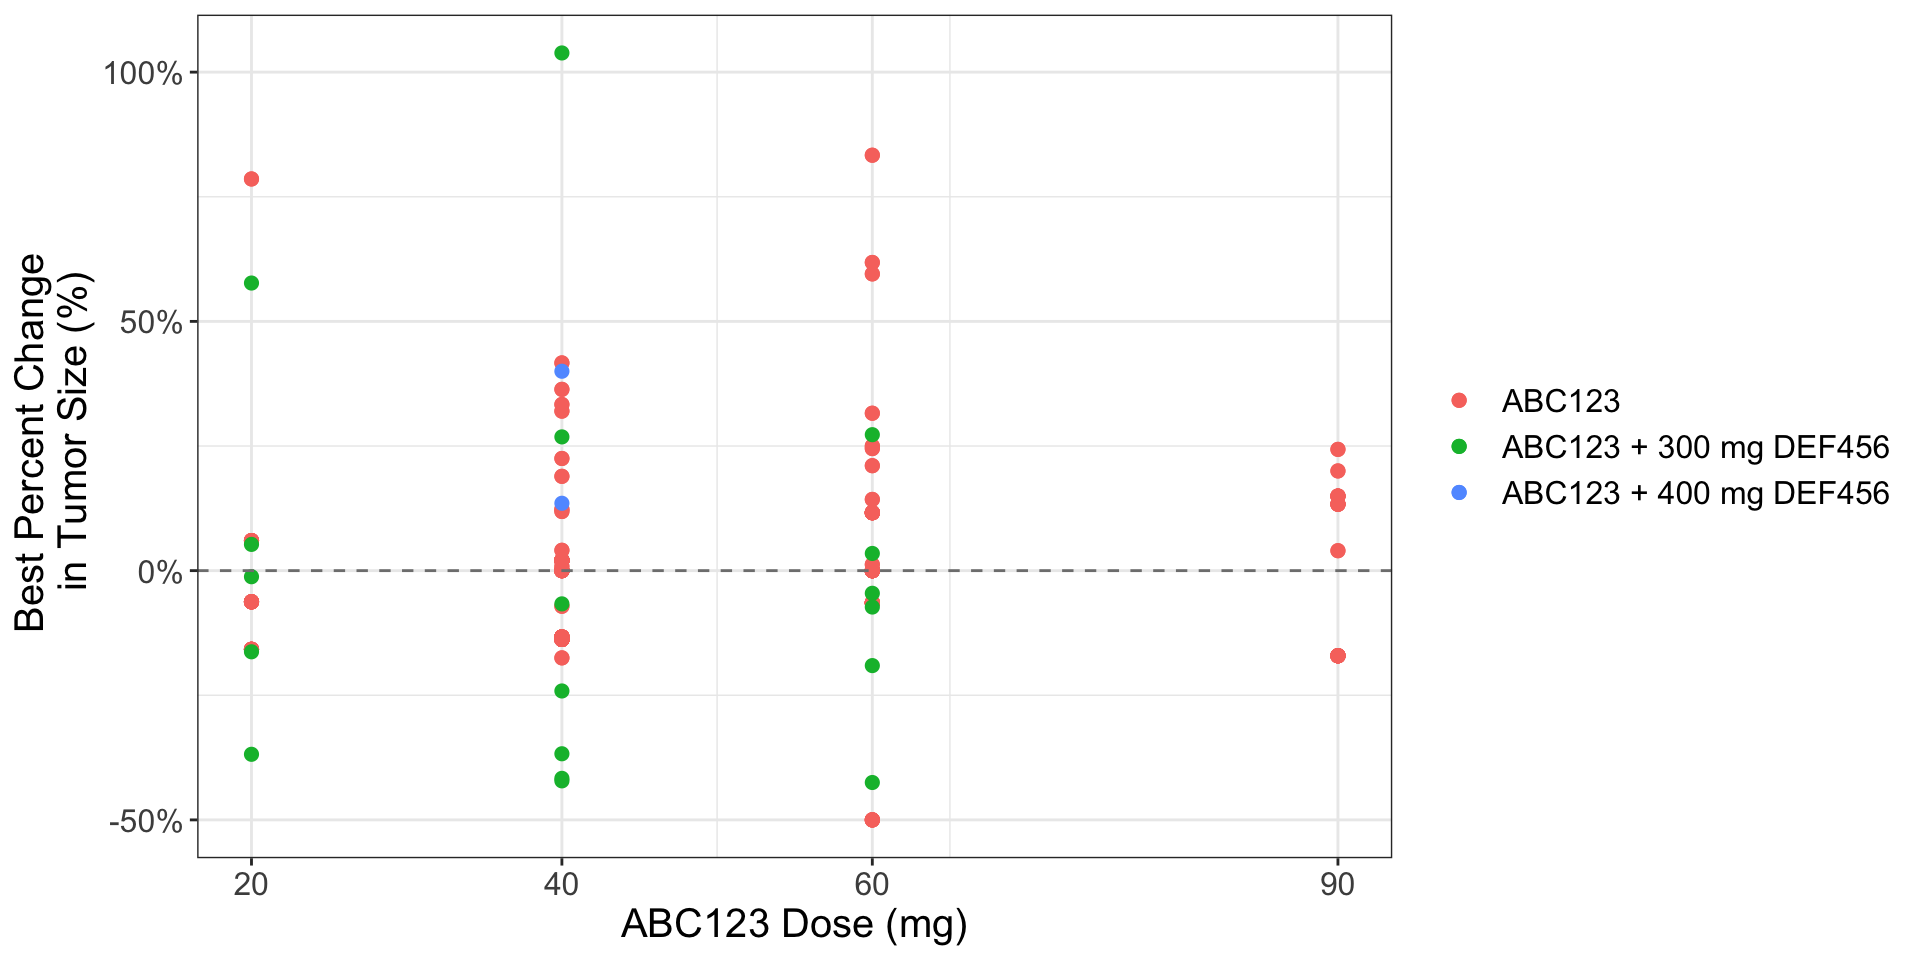 Best Percent Change
in Tumor Size (%)
100%
50%
0%
-50%
20
40
60
90
ABC123 Dose (mg)
ABC123
ABC123 + 300 mg DEF456
ABC123 + 400 mg DEF456